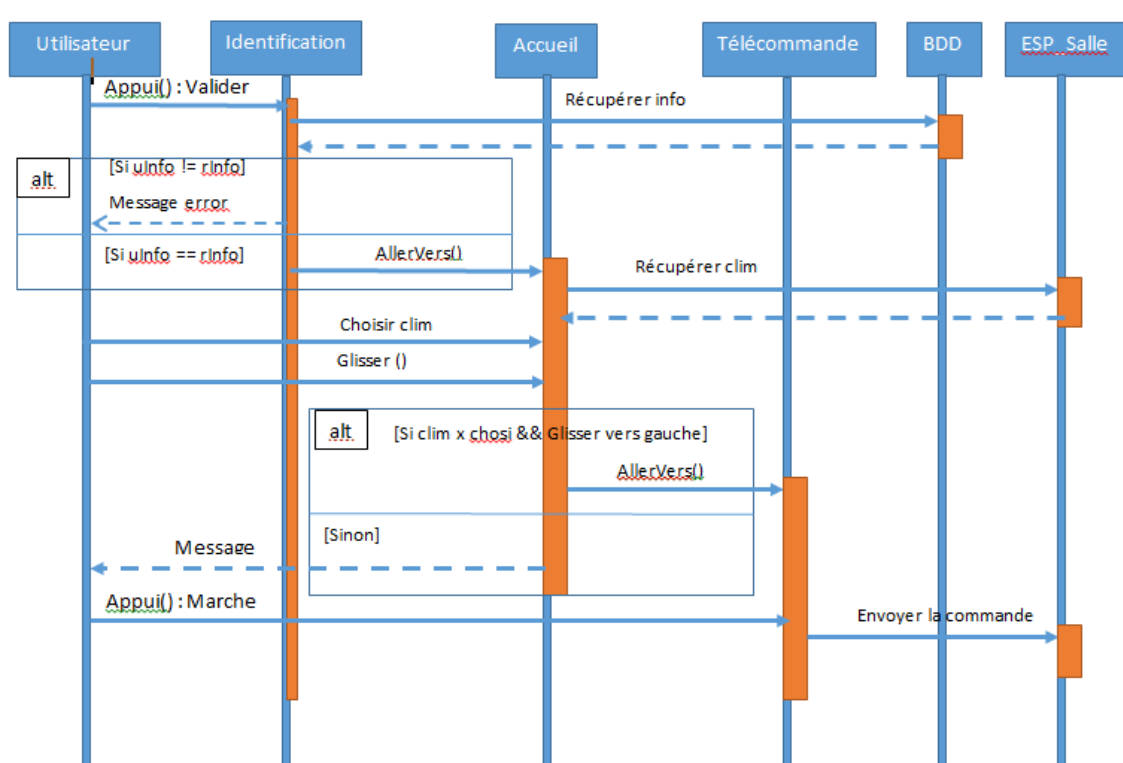 Utilisateur
Identification
Accueil
Télécommande
BDD
ESP_Salle
Appui() : Valider
Récupérer info
alt
[Si uInfo != rInfo]
Message error
[Si uInfo == rInfo]
AllerVers()
Récupérer clim
Choisir clim
Glisser ()
alt
[Si clim x chosi && Glisser vers gauche]
AllerVers()
[Sinon]
Message
Appui() : Marche
Envoyer la commande